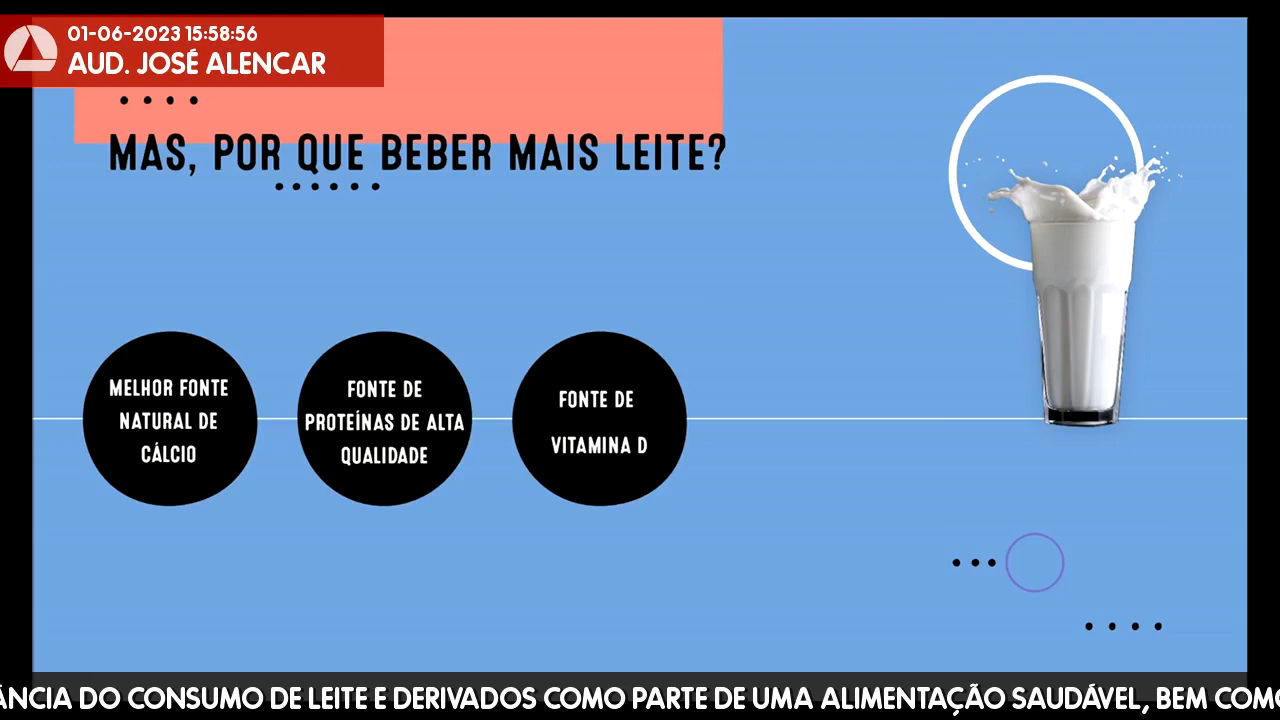 01-06-2023 15:58:56
AUD. JOSÉ ALENCAR
MAS, POR QUE BEBER MAIS LEITE?
MELHOR FONTE
NATURAL DE
CÁLCIO
FONTE DE
PROTEÍNAS DE ALTA
QUALIDADE
FONTE DE
VITAMINA D
ÂNCIA DO CONSUMO DE LEITE E DERIVADOS COMO PARTE DE UMA ALIMENTAÇÃO SAUDÁVEL, BEM COMO